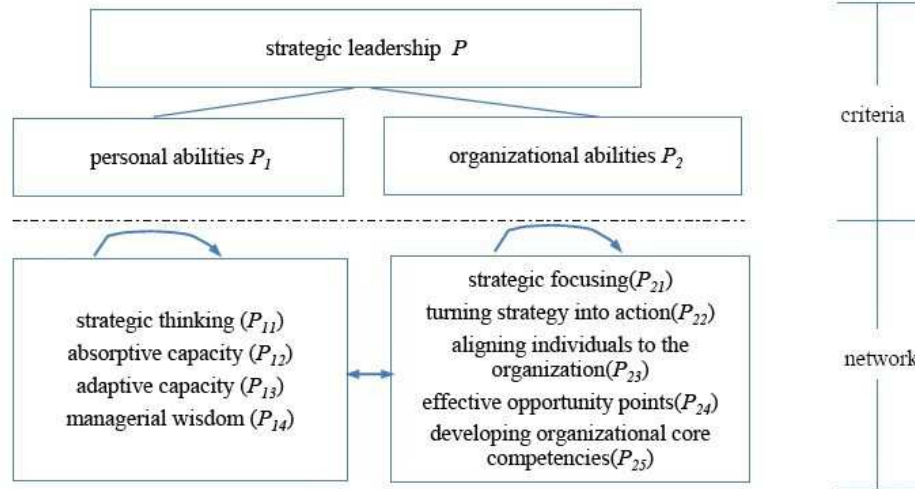 strategic leadership P
criteria
personal abilities P1
organizational abilities P2
strategic thinking (P11)
absorptive capacity (P12)
adaptive capacity (P13)
managerial wisdom (P14)
strategic focusing(P21)
turning strategy into action(P22)
aligning individuals to the
organization(P23)
effective opportunity points(P24)
developing organizational core
competencies(P25)
network